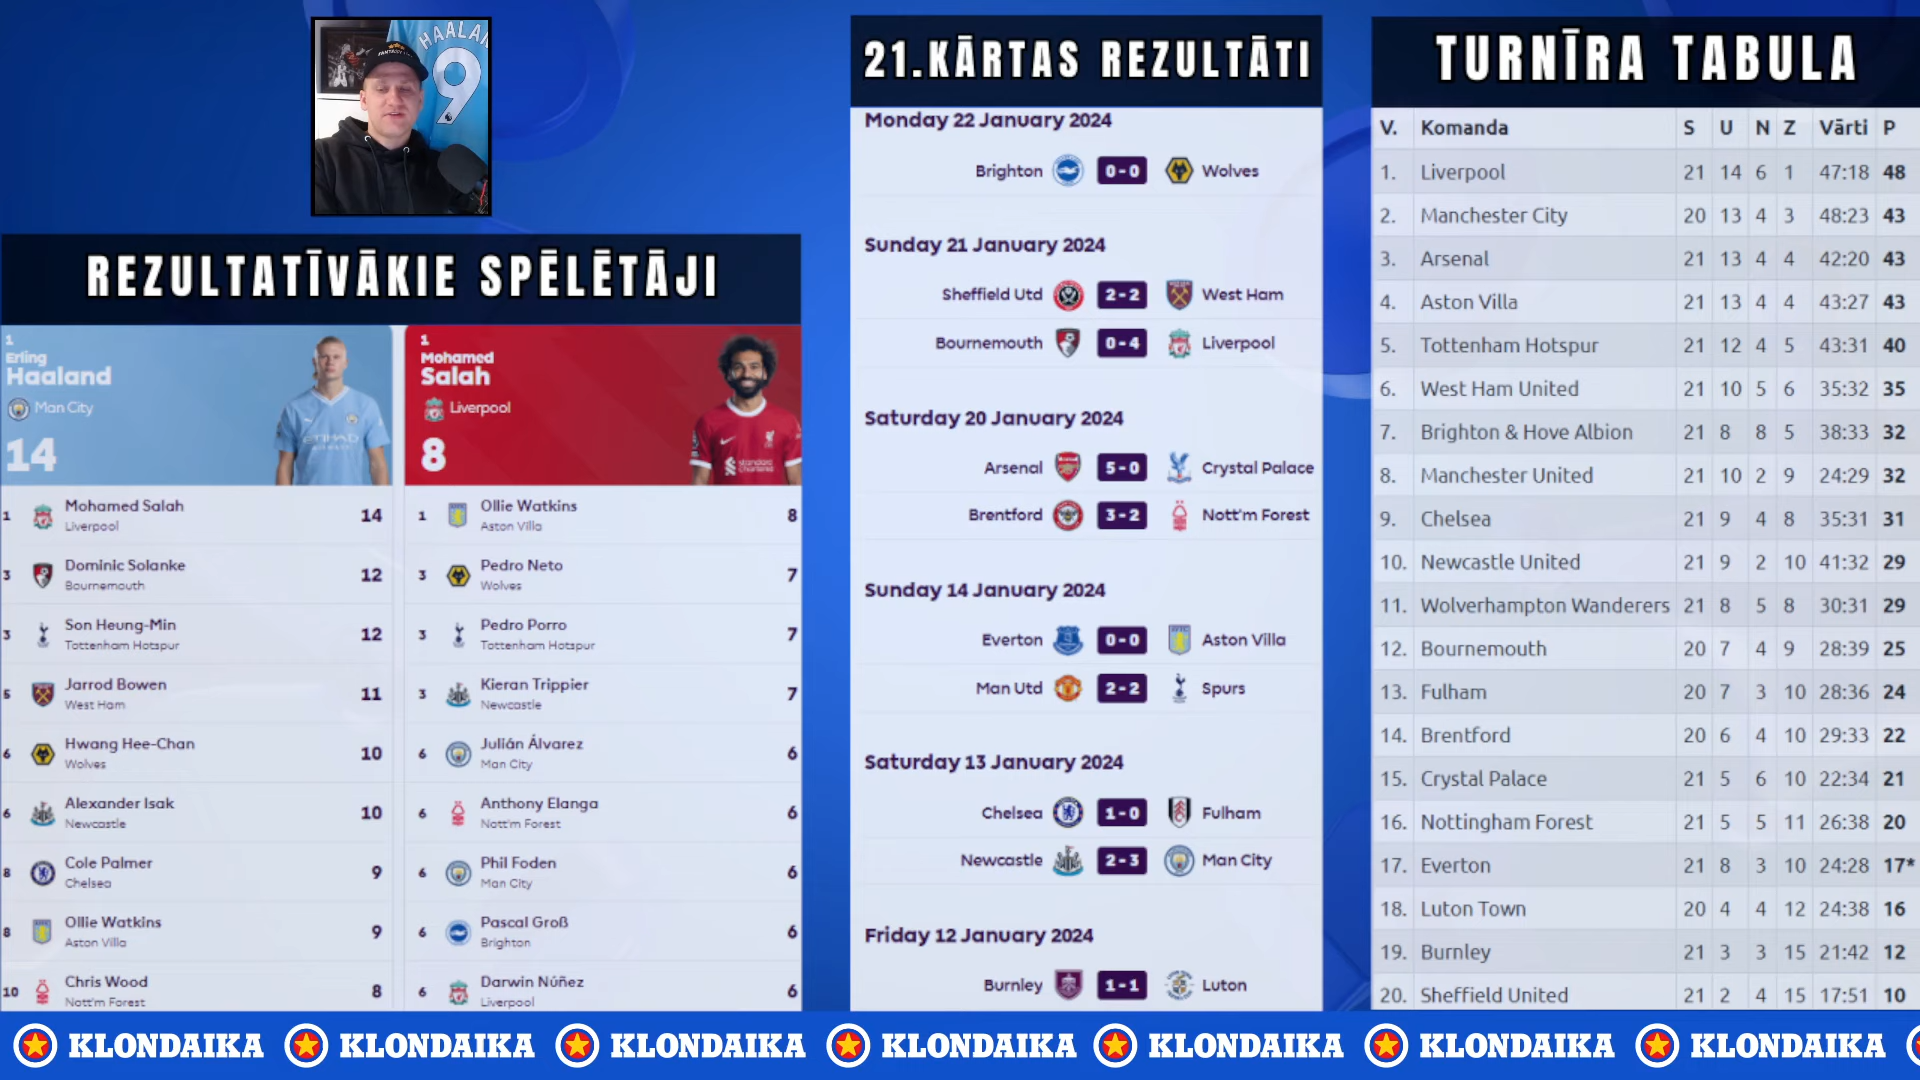 HAALAN
9
REZULTATĪVĀKIE SPĒLĒTĀJI
1
Erling
Haaland
Man City
14
1 Mohamed Salah 14
Liverpool
3 Dominic Solanke 12
Bournemouth
3 Son Heung-Min 12
Tottenham Hotspur
5 Jarrod Bowen 11
West Ham
6 Hwang Hee-Chan 10
Wolves
6 Alexander Isak 10
Newcastle
8 Cole Palmer 9
Chelsea
8 Ollie Watkins 9
Aston Villa
10 Chris Wood 8
Nott'm Forest
1
Mohamed
Salah
Liverpool
8
1 Ollie Watkins 8
Aston Villa
3 Pedro Neto 7
Wolves
3 Pedro Porro 7
Tottenham Hotspur
3 Kieran Trippier 7
Newcastle
6 Julián Álvarez 6
Man City
6 Anthony Elanga 6
Nott'm Forest
6 Phil Foden 6
Man City
6 Pascal Groß 6
Brighton
6 Darwin Núñez 6
Liverpool
21.KĀRTAS REZULTĀTI
Monday 22 January 2024
Brighton 0-0 Wolves
Sunday 21 January 2024
Sheffield Utd 2-2 West Ham
Bournemouth 0-4 Liverpool
Saturday 20 January 2024
Arsenal 5-0 Crystal Palace
Brentford 3-2 Nott'm Forest
Sunday 14 January 2024
Everton 0-0 Aston Villa
Man Utd 2-2 Spurs
Saturday 13 January 2024
Chelsea 1-0 Fulham
Newcastle 2-3 Man City
Friday 12 January 2024
Burnley 1-1 Luton
TURNĪRA TABULA
V. Komanda S U N Z Vārti P
1. Liverpool 21 14 6 1 47:18 48
2. Manchester City 20 13 4 3 48:23 43
3. Arsenal 21 13 4 4 42:20 43
4. Aston Villa 21 13 4 4 43:27 43
5. Tottenham Hotspur 21 12 4 5 43:31 40
6. West Ham United 21 10 5 6 35:32 35
7. Brighton & Hove Albion 21 8 8 5 38:33 32
8. Manchester United 21 10 2 9 24:29 32
9. Chelsea 21 9 4 8 35:31 31
10. Newcastle United 21 9 2 10 41:32 29
11. Wolverhampton Wanderers 21 8 5 8 30:31 29
12. Bournemouth 20 7 4 9 28:39 25
13. Fulham 20 7 3 10 28:36 24
14. Brentford 20 6 4 10 29:33 22
15. Crystal Palace 21 5 6 10 22:34 21
16. Nottingham Forest 21 5 5 11 26:38 20
17. Everton 21 8 3 10 24:28 17*
18. Luton Town 20 4 4 12 24:38 16
19. Burnley 21 3 3 15 21:42 12
20. Sheffield United 21 2 4 15 17:51 10
KLONDAIKA KLONDAIKA KLONDAIKA KLONDAIKA KLONDAIKA KLONDAIKA KLONDAIKA